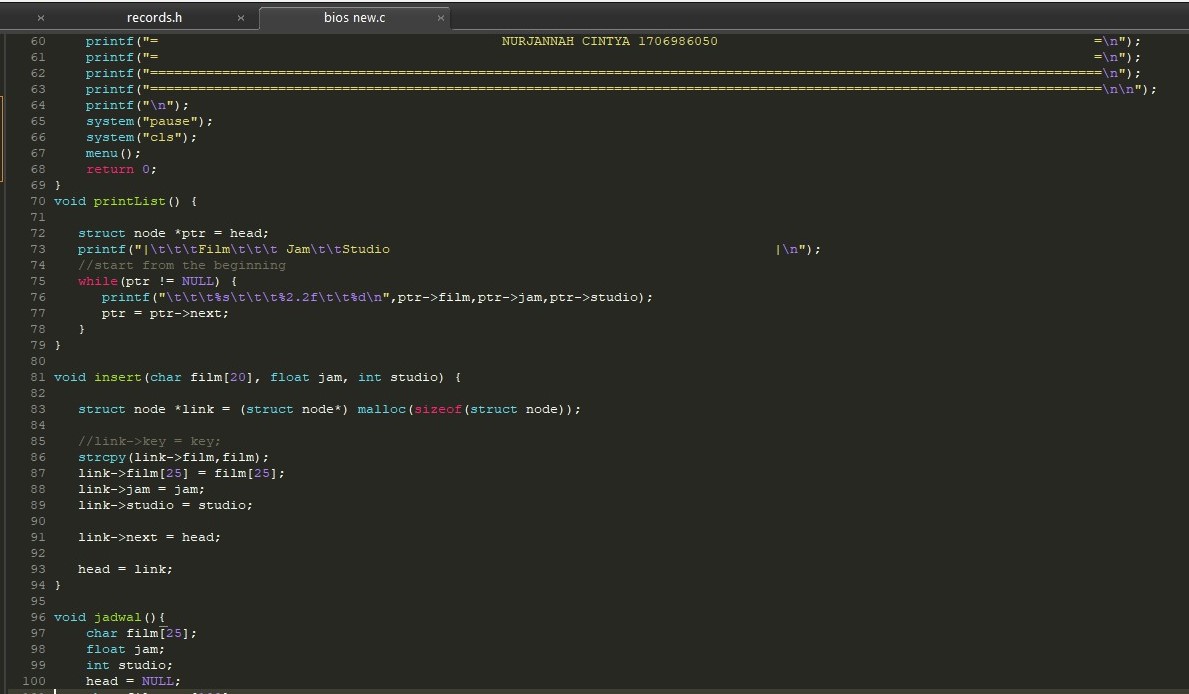 × records.h × bios new.c ×
60 printf("= NURJANNAH CINTYA 1706986050 =\n");
61 printf("= =\n");
62 printf("=======================================================================================================================\n");
63 printf("=======================================================================================================================\n\n");
64 printf("\n");
65 system("pause");
66 system("cls");
67 menu();
68 return 0;
69 }
70 void printList() {
71
72 struct node *ptr = head;
73 printf("|\t\t\tFilm\t\t\t Jam\t\tStudio |\n");
74 //start from the beginning
75 while(ptr != NULL) {
76 printf("\t\t\t%s\t\t\t%2.2f\t\t%d\n",ptr->film,ptr->jam,ptr->studio);
77 ptr = ptr->next;
78 }
79 }
80
81 void insert(char film[20], float jam, int studio) {
82
83 struct node *link = (struct node*) malloc(sizeof(struct node));
84
85 //link->key = key;
86 strcpy(link->film,film);
87 link->film[25] = film[25];
88 link->jam = jam;
89 link->studio = studio;
90
91 link->next = head;
92
93 head = link;
94 }
95
96 void jadwal(){
97 char film[25];
98 float jam;
99 int studio;
100 head = NULL;